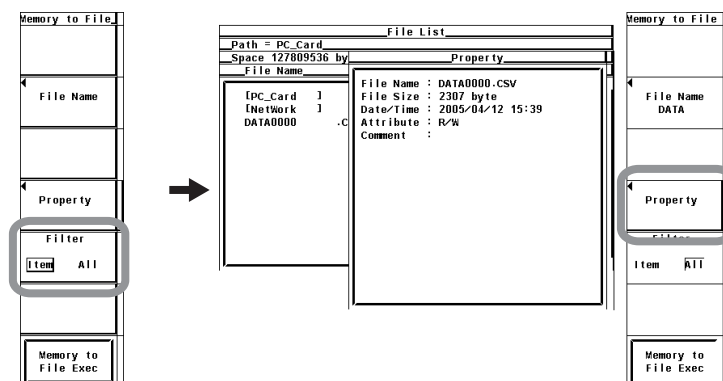 Memory to File
File Name
Property
Filter
Item All
Memory to
File Exec
File List
Path = PC_Card
Space 127809536 by
File Name
[PC_Card ]
[NetWork ]
DATA0000 .C
Property
File Name : DATA0000.CSV
File Size : 2307 byte
Date/Time : 2005/04/12 15:39
Attribute : R/W
Comment :
Memory to File
File Name
DATA
Property
Filter
Item All
Memory to
File Exec